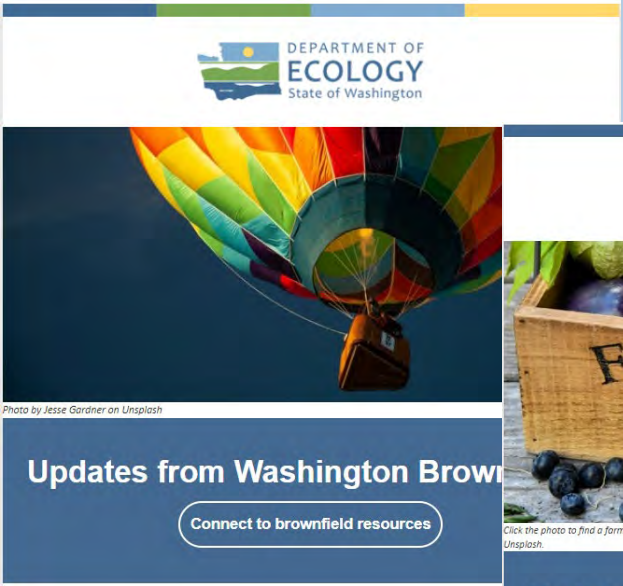 DEPARTMENT OF
ECOLOGY
State of Washington
Photo by Jesse Gardner on Unsplash
Updates from Washington Brow
Connect to brownfield resources
F
Click the photo to find a farm
Unsplash.